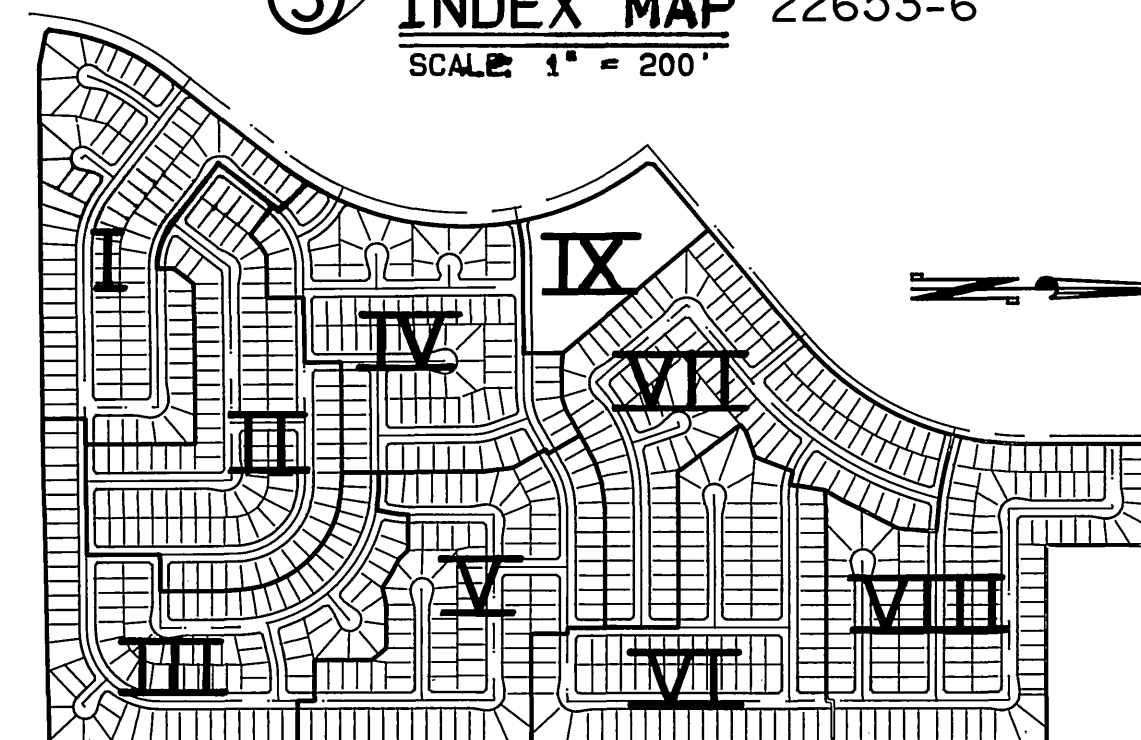 INDEX MAP 22653-6
SCALE: 1" = 200'
I
IX
IV
VII
II
V
VIII
III
VI